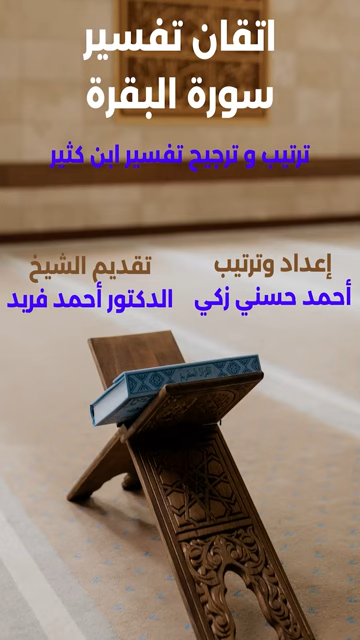 اتقان تفسير
سورة البقرة
ترتيب و ترجيح تفسير ابن كثير
إعداد وترتيب
أحمد حسني زكي
تقديم الشيخ
الدكتور أحمد فريد